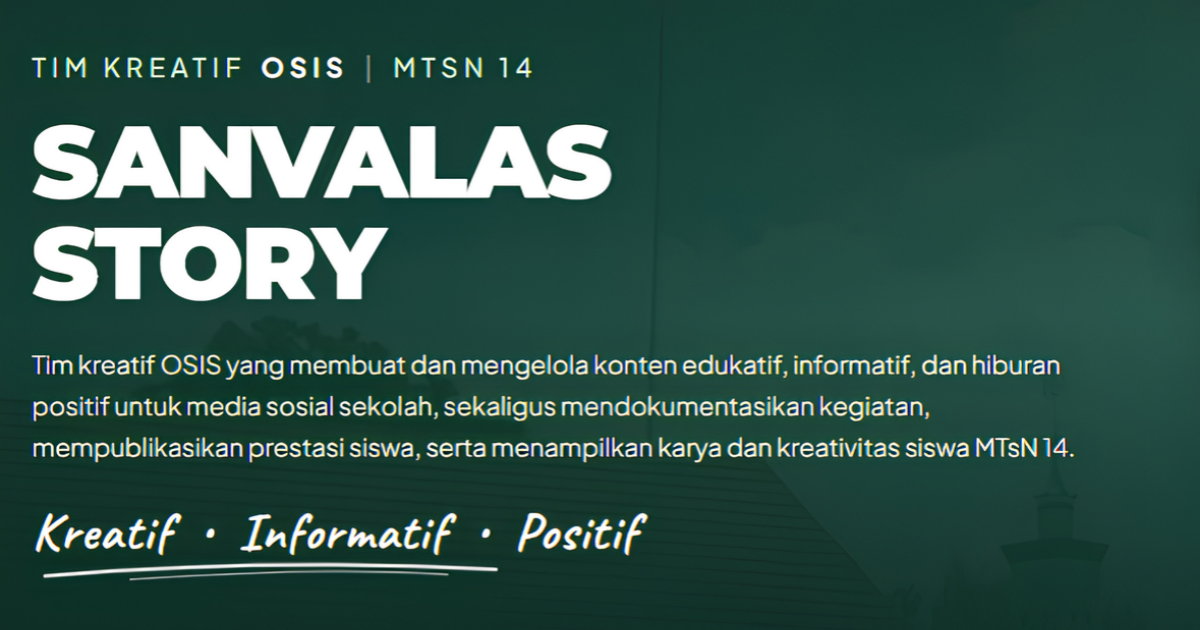 TIM KREATIF OSIS | MTSN 14
SANVALAS
STORY
Tim kreatif OSIS yang membuat dan mengelola konten edukatif, informatif, dan hiburan
positif untuk media sosial sekolah, sekaligus mendokumentasikan kegiatan,
mempublikasikan prestasi siswa, serta menampilkan karya dan kreativitas siswa MTsN 14.
Kreatif • Informatif • Positif